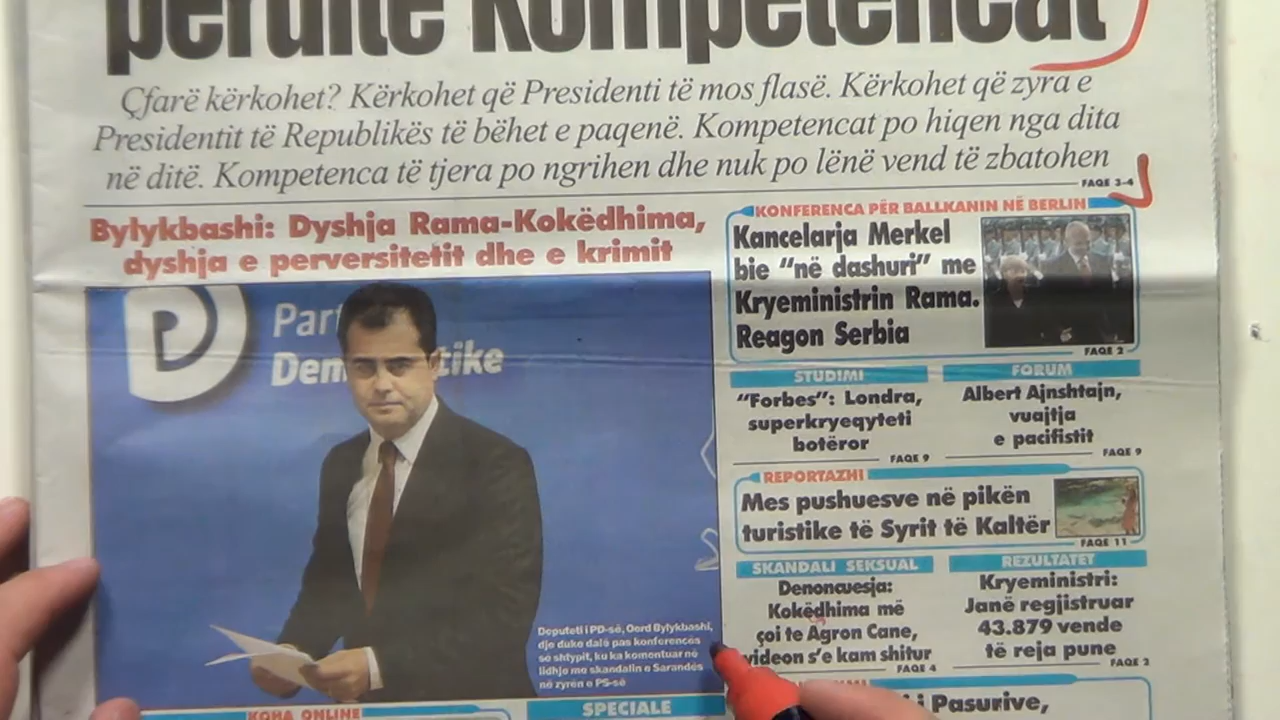 perdite kompetencat
Çfarë kërkohet? Kërkohet që Presidenti të mos flasë. Kërkohet që zyra e
Presidentit të Republikës të bëhet e paqenë. Kompetencat po hiqen nga dita
në ditë. Kompetenca të tjera po ngrihen dhe nuk po lënë vend të zbatohen
FAQE 3-4
Bylykbashi: Dyshja Rama-Kokëdhima,
dyshja e perversitetit dhe e krimit
Demokratike
Deputeti i PD-së, Oerd Bylykbashi,
dje duke dalë pas konferencës
së shtypit, ku ka komentuar në
lidhje me skandalin e Sarandës
në zyrën e PS-së
KONFERENCA PËR BALLKANIN NË BERLIN
Kancelarja Merkel
bie "në dashuri" me
Kryeministrin Rama.
Reagon Serbia
FAQE 2
STUDIMI
"Forbes": Londra,
superkryeqyteti
botëror
FAQE 9
FORUM
Albert Ajnshtajn,
vuajtja
e pacifistit
FAQE 9
REPORTAZHI
Mes pushuesve në pikën
turistike të Syrit të Kaltër
FAQE 11
SKANDALI SEKSUAL
Denoncuesja:
Kokëdhima më
çoi te Agron Cane,
videon s'e kam shitur
FAQE 4
REZULTATET
Kryeministri:
Janë regjistruar
43.879 vende
të reja pune
FAQE 2
KOHA ONLINE
SPECIALE
i Pasurive,